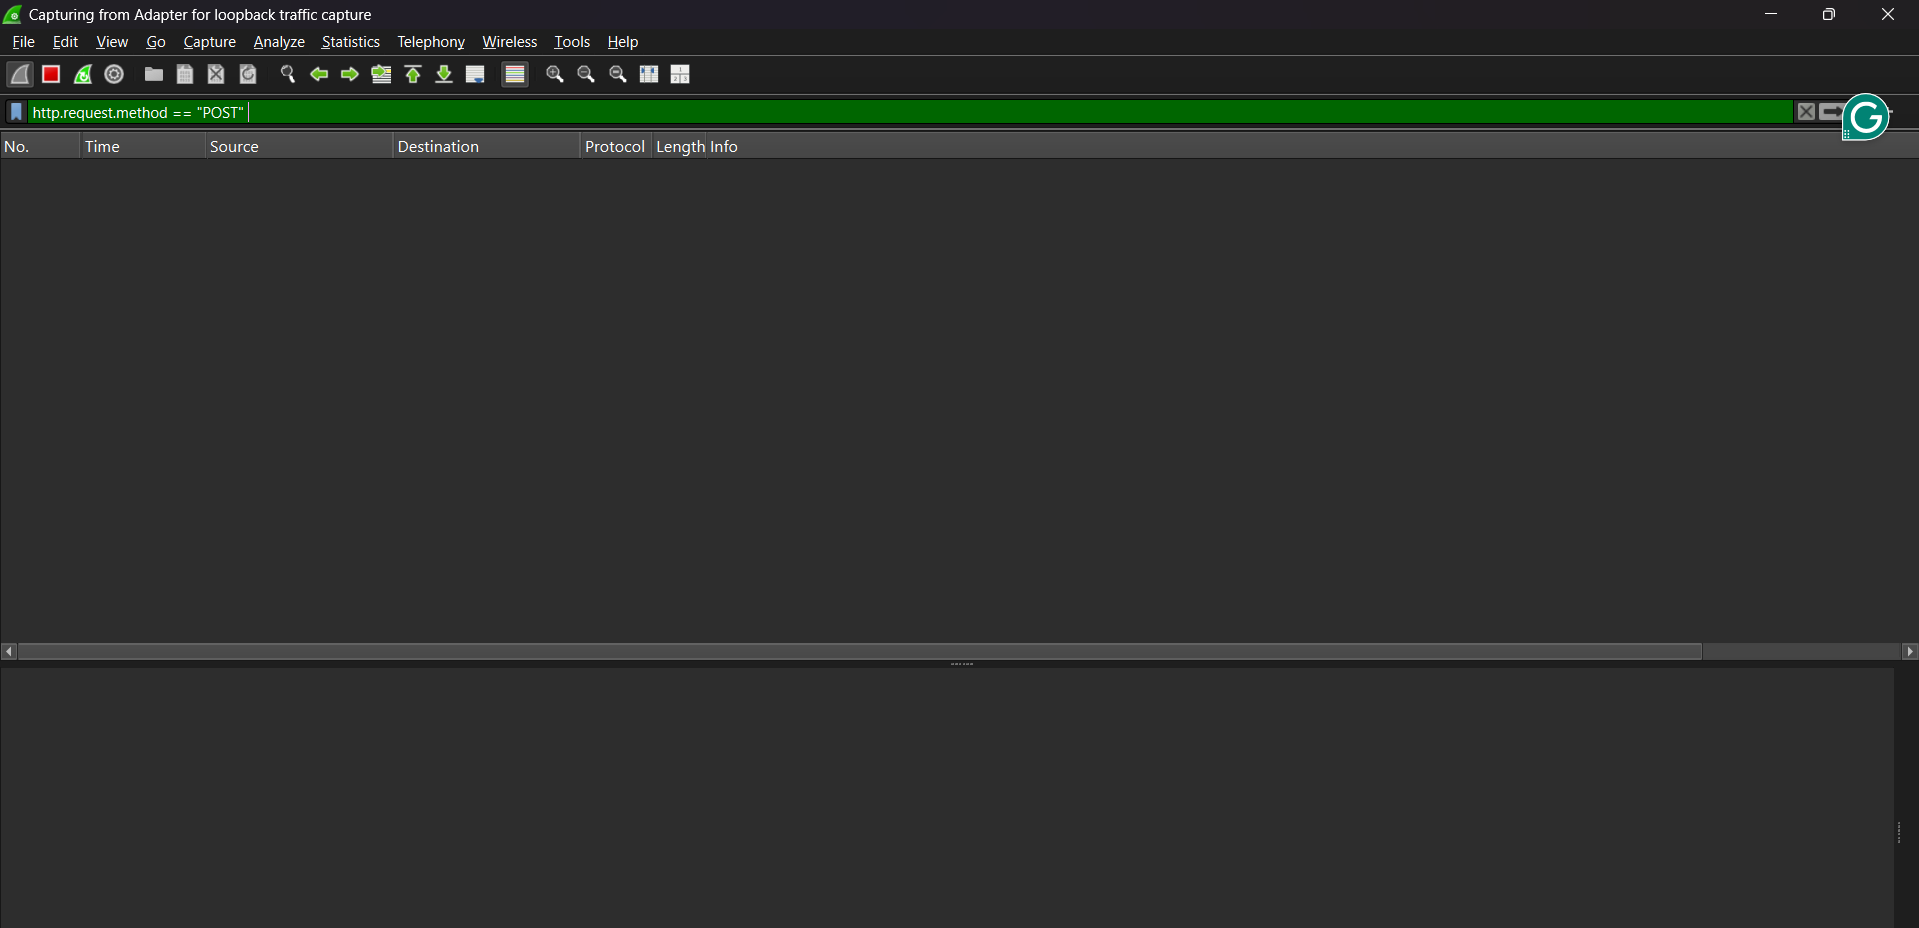 Capturing from Adapter for loopback traffic capture
File Edit View Go Capture Analyze Statistics Telephony Wireless Tools Help
http.request.method == "POST"
No. Time Source Destination Protocol Length Info